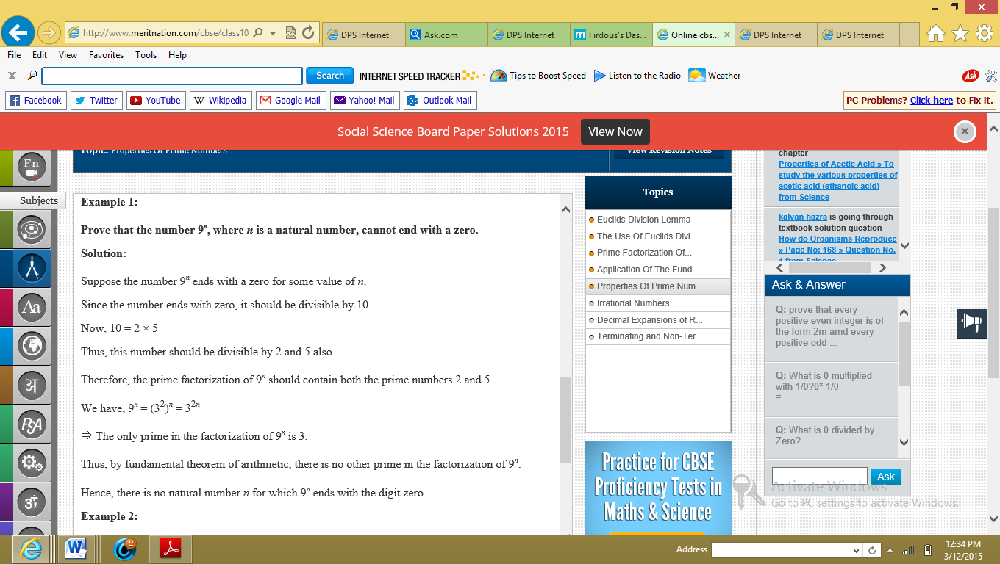 http://www.meritnation.com/cbse/class10
DPS Internet
Ask.com
DPS Internet
Firdous's Das...
Online cbs...
DPS Internet
DPS Internet
File Edit View Favorites Tools Help
Search
INTERNET SPEED TRACKER
Tips to Boost Speed
Listen to the Radio
Weather
Ask
Facebook
Twitter
YouTube
W Wikipedia
Google Mail
Yahoo! Mail
Outlook Mail
PC Problems? Click here to Fix it.
Social Science Board Paper Solutions 2015
View Now
Topic: Properties Of Prime Numbers
View Revision Notes
Fn
Subjects
Aa
अ
P&A
Example 1:
Prove that the number 9ⁿ, where n is a natural number, cannot end with a zero.
Solution:
Suppose the number 9ⁿ ends with a zero for some value of n.
Since the number ends with zero, it should be divisible by 10.
Now, 10 = 2 × 5
Thus, this number should be divisible by 2 and 5 also.
Therefore, the prime factorization of 9ⁿ should contain both the prime numbers 2 and 5.
We have, 9ⁿ = (3²)ⁿ = 3²ⁿ
⇒ The only prime in the factorization of 9ⁿ is 3.
Thus, by fundamental theorem of arithmetic, there is no other prime in the factorization of 9ⁿ.
Hence, there is no natural number n for which 9ⁿ ends with the digit zero.
Example 2:
Topics
Euclids Division Lemma
The Use Of Euclids Divi...
Prime Factorization Of...
Application Of The Fund...
Properties Of Prime Num...
Irrational Numbers
Decimal Expansions of R...
Terminating and Non-Ter...
Practice for CBSE
Proficiency Tests in
Maths & Science
chapter
Properties of Acetic Acid » To
study the various properties of
acetic acid (ethanoic acid)
from Science
kalyan hazra is going through
textbook solution question
How do Organisms Reproduce
» Page No: 168 » Question No.
4 from Science
Ask & Answer
Q: prove that every
positive even integer is of
the form 2m amd every
positive odd ...
Q: What is 0 multiplied
with 1/0?0* 1/0
= .........................
Q: What is 0 divided by
Zero?
Ask
Activate Windows
Go to PC settings to activate Windows.
Address
12:34 PM
3/12/2015